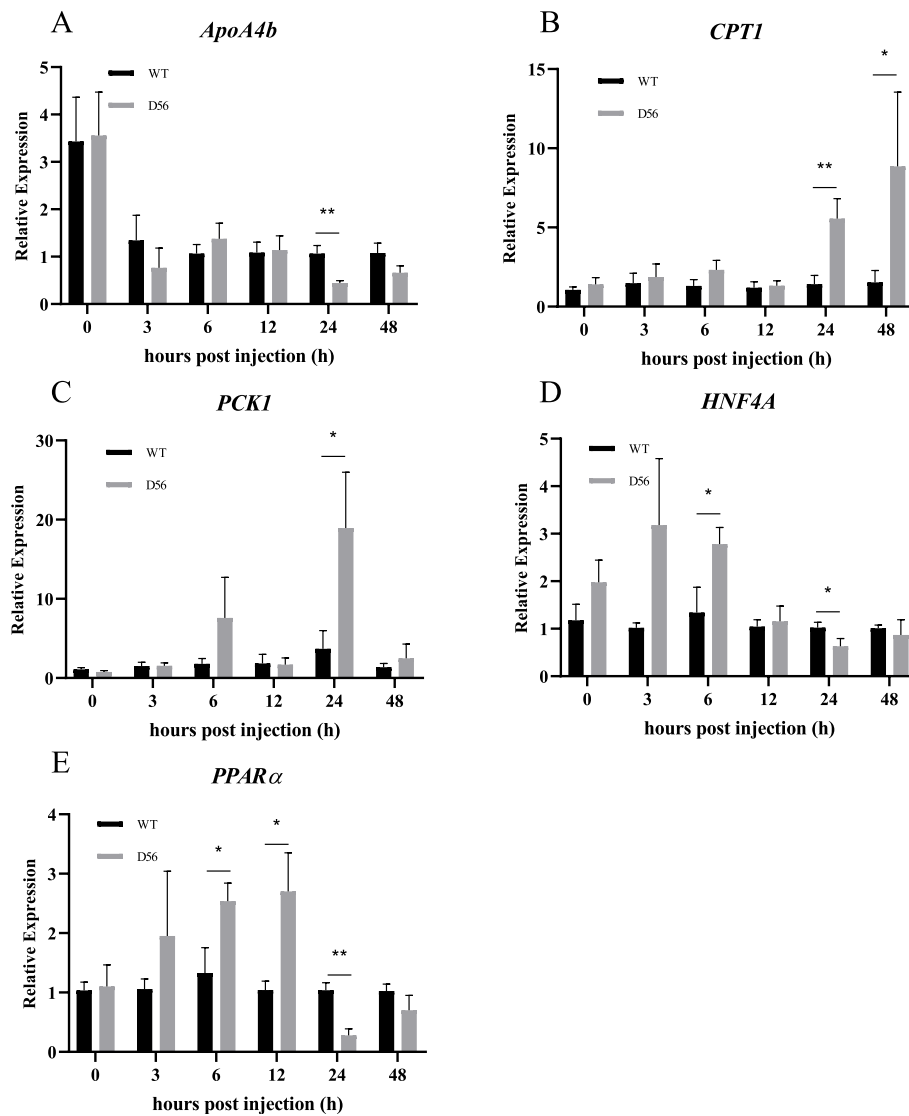 A
ApoA4b
WT
D56
Relative Expression
5
4
3
2
1
0
**
0 3 6 12 24 48
hours post injection (h)
B
CPT1
WT
D56
Relative Expression
15
10
5
0
**
*
0 3 6 12 24 48
hours post injection (h)
C
PCK1
WT
D56
Relative Expression
30
20
10
0
*
0 3 6 12 24 48
hours post injection (h)
D
HNF4A
WT
D56
Relative Expression
5
4
3
2
1
0
*
*
0 3 6 12 24 48
hours post injection (h)
E
PPARα
WT
D56
Relative Expression
4
3
2
1
0
*
*
**
0 3 6 12 24 48
hours post injection (h)